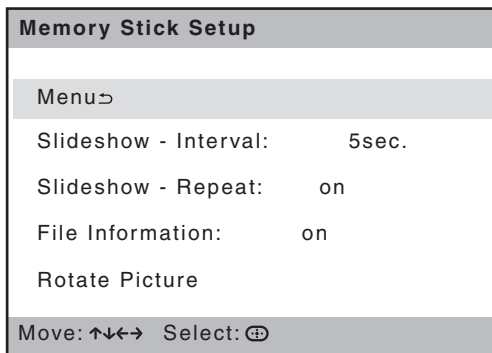 Memory Stick Setup
Menu⮌
Slideshow - Interval: 5sec.
Slideshow - Repeat: on
File Information: on
Rotate Picture
Move: ↑↓←→ Select: